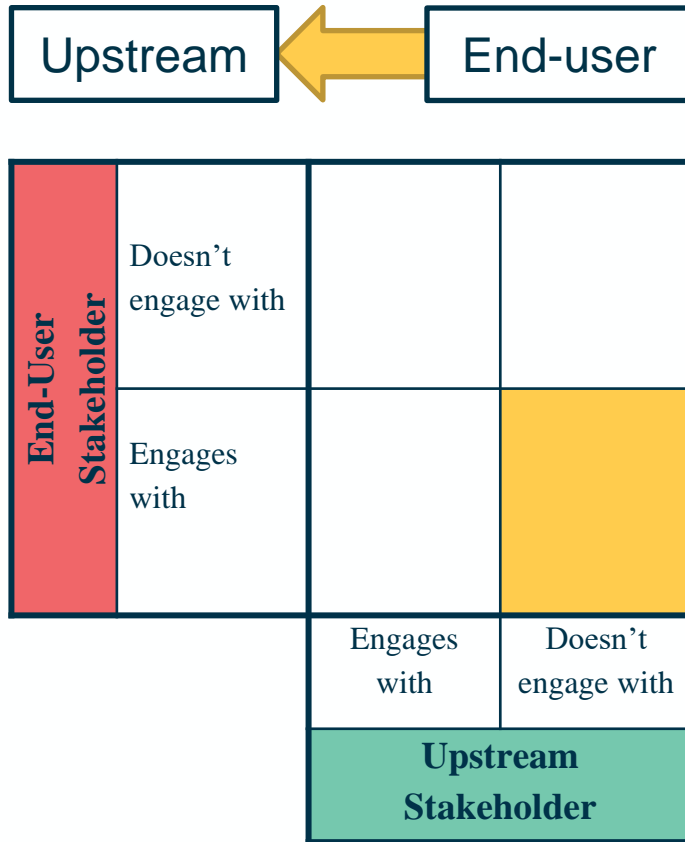 Upstream
End-user
Doesn’t
engage with
End-User
Stakeholder
Engages
with
Engages
with
Doesn’t
engage with
Upstream
Stakeholder